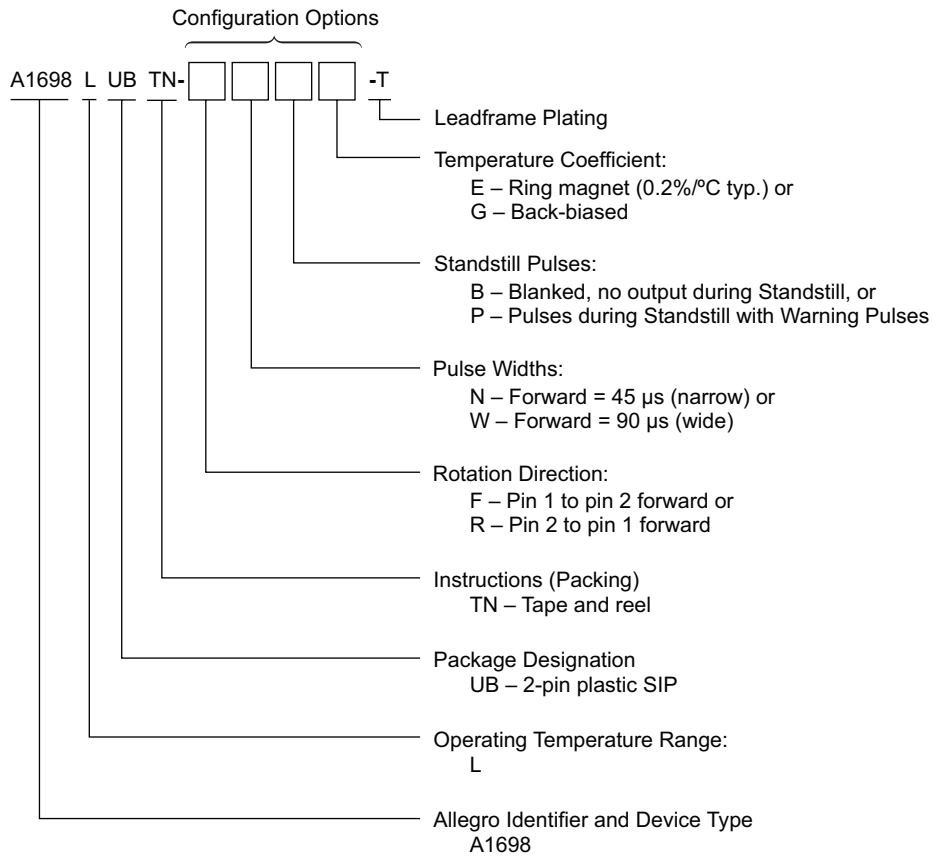 Configuration Options
A1698 L UB TN- -T
Leadframe Plating
Temperature Coefficient:
E – Ring magnet (0.2%/ºC typ.) or
G – Back-biased
Standstill Pulses:
B – Blanked, no output during Standstill, or
P – Pulses during Standstill with Warning Pulses
Pulse Widths:
N – Forward = 45 µs (narrow) or
W – Forward = 90 µs (wide)
Rotation Direction:
F – Pin 1 to pin 2 forward or
R – Pin 2 to pin 1 forward
Instructions (Packing)
TN – Tape and reel
Package Designation
UB – 2-pin plastic SIP
Operating Temperature Range:
L
Allegro Identifier and Device Type
A1698